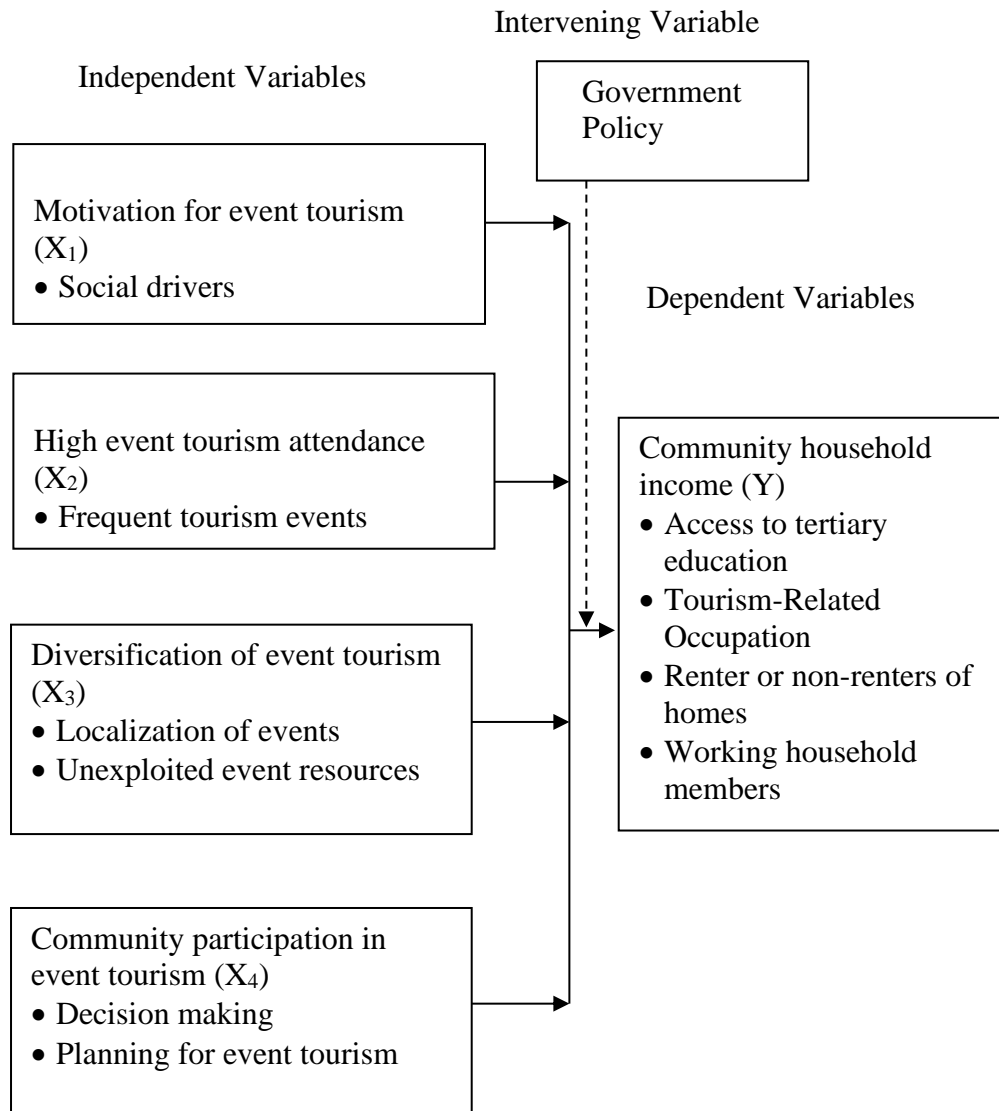 Intervening Variable
Independent Variables
Government
Policy
Motivation for event tourism
(X₁)
• Social drivers
Dependent Variables
High event tourism attendance
(X₂)
• Frequent tourism events
Community household
income (Y)
• Access to tertiary
education
• Tourism-Related
Occupation
• Renter or non-renters of
homes
• Working household
members
Diversification of event tourism
(X₃)
• Localization of events
• Unexploited event resources
Community participation in
event tourism (X₄)
• Decision making
• Planning for event tourism